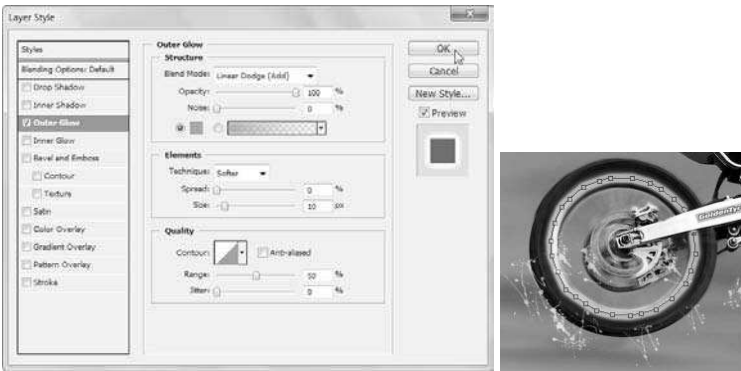 Layer Style
Styles
Blending Options: Default
Drop Shadow
Inner Shadow
Outer Glow
Inner Glow
Bevel and Emboss
Contour
Texture
Satin
Color Overlay
Gradient Overlay
Pattern Overlay
Stroke
Outer Glow
Structure
Blend Mode: Linear Dodge (Add)
Opacity: 100 %
Noise: 0 %
Elements
Technique: Softer
Spread: 0 %
Size: 10 px
Quality
Contour: Anti-aliased
Range: 50 %
Jitter: 0 %
OK
Cancel
New Style...
Preview